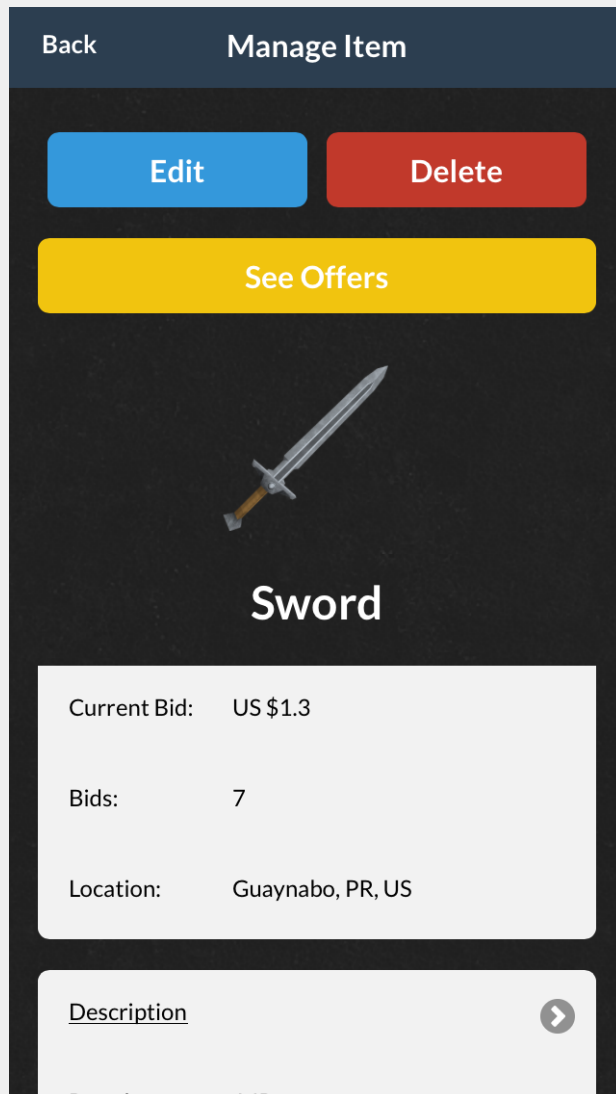 Back Manage Item
Edit Delete
See Offers
Sword
Current Bid: US $1.3
Bids: 7
Location: Guaynabo, PR, US
Description